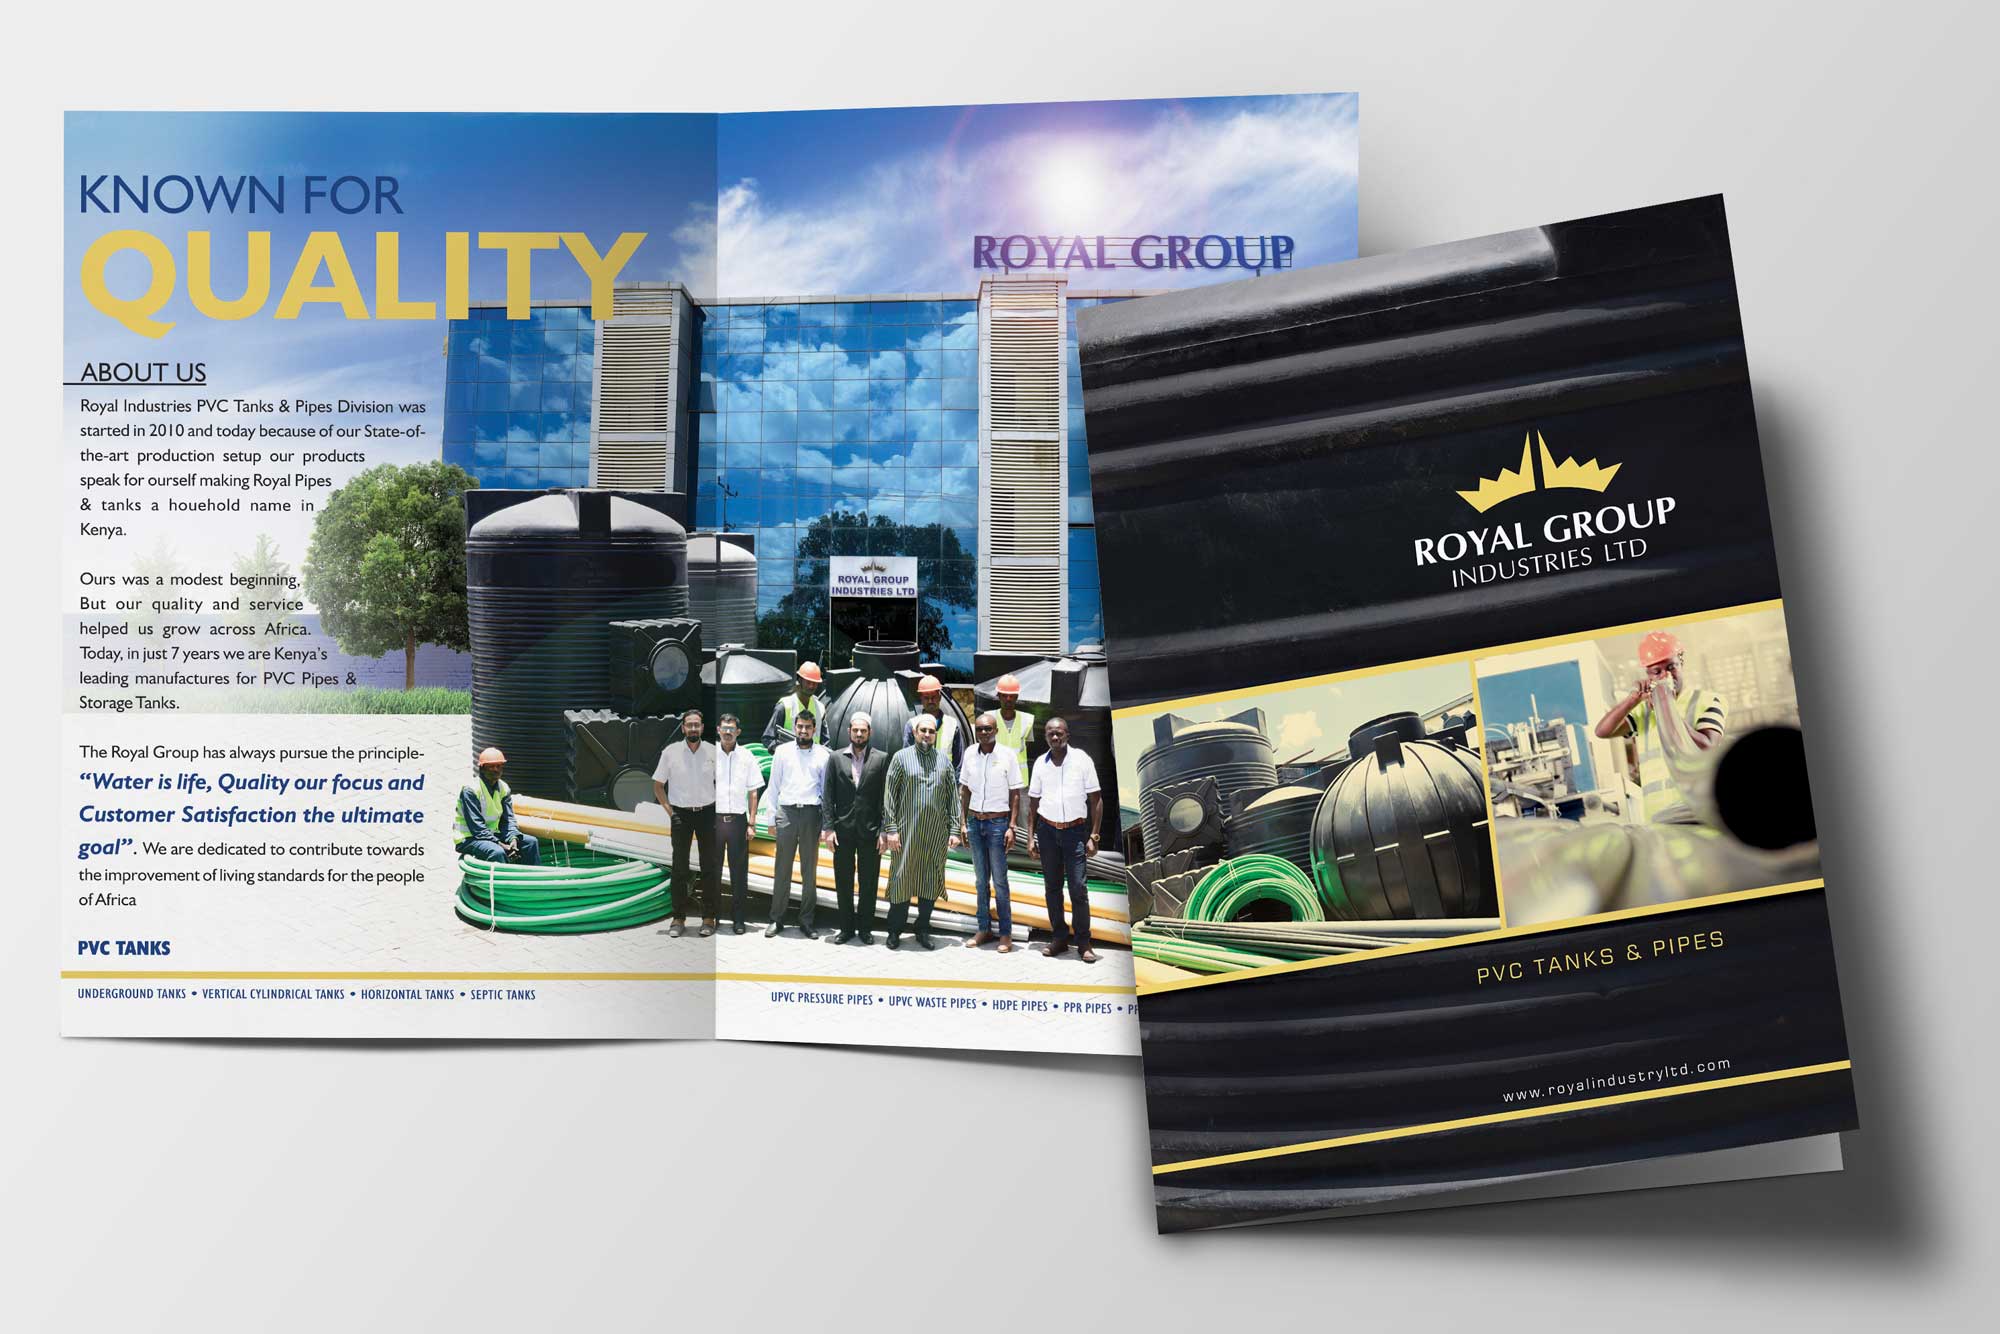 KNOWN FOR
QUALITY
ABOUT US
Royal Industries PVC Tanks & Pipes Division was
started in 2010 and today because of our State-of-
the-art production setup our products
speak for ourself making Royal Pipes
& tanks a houehold name in
Kenya.
Ours was a modest beginning,
But our quality and service
helped us grow across Africa.
Today, in just 7 years we are Kenya's
leading manufactures for PVC Pipes &
Storage Tanks.
The Royal Group has always pursue the principle-
“Water is life, Quality our focus and
Customer Satisfaction the ultimate
goal”. We are dedicated to contribute towards
the improvement of living standards for the people
of Africa
PVC TANKS
UNDERGROUND TANKS • VERTICAL CYLINDRICAL TANKS • HORIZONTAL TANKS • SEPTIC TANKS
ROYAL GROUP
ROYAL GROUP
INDUSTRIES LTD
UPVC PRESSURE PIPES • UPVC WASTE PIPES • HDPE PIPES • PPR PIPES •
ROYAL GROUP
INDUSTRIES LTD
PVC TANKS & PIPES
www.royalindustryltd.com